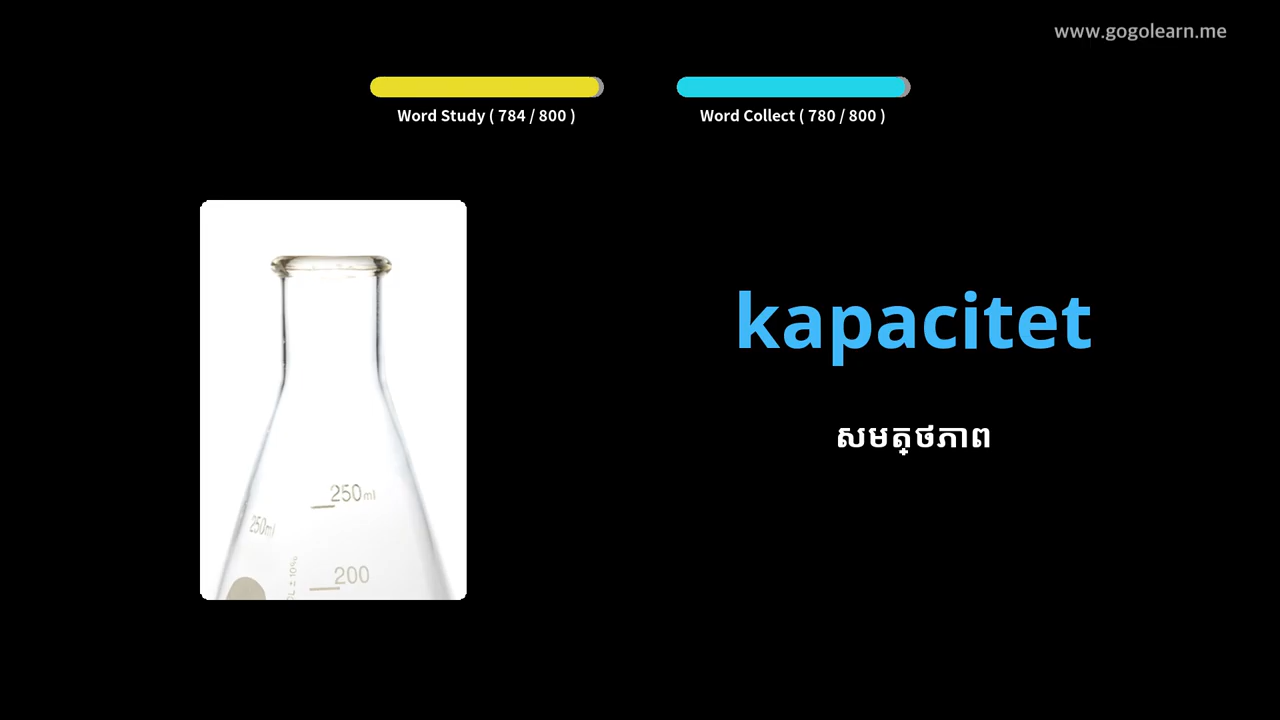 www.gogolearn.me
Word Study ( 784 / 800 )
Word Collect ( 780 / 800 )
kapacitet
សមត្ថភាព
250ml
250ml
200